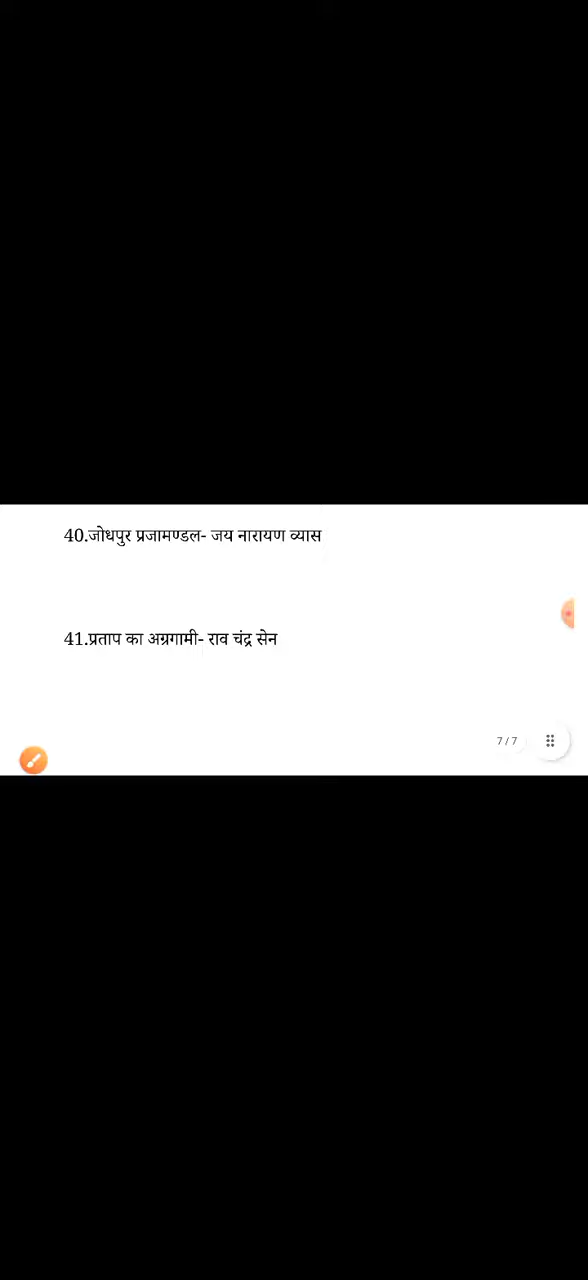 40.जोधपुर प्रजामण्डल- जय नारायण व्यास
41.प्रताप का अग्रगामी- राव चंद्र सेन
7/7